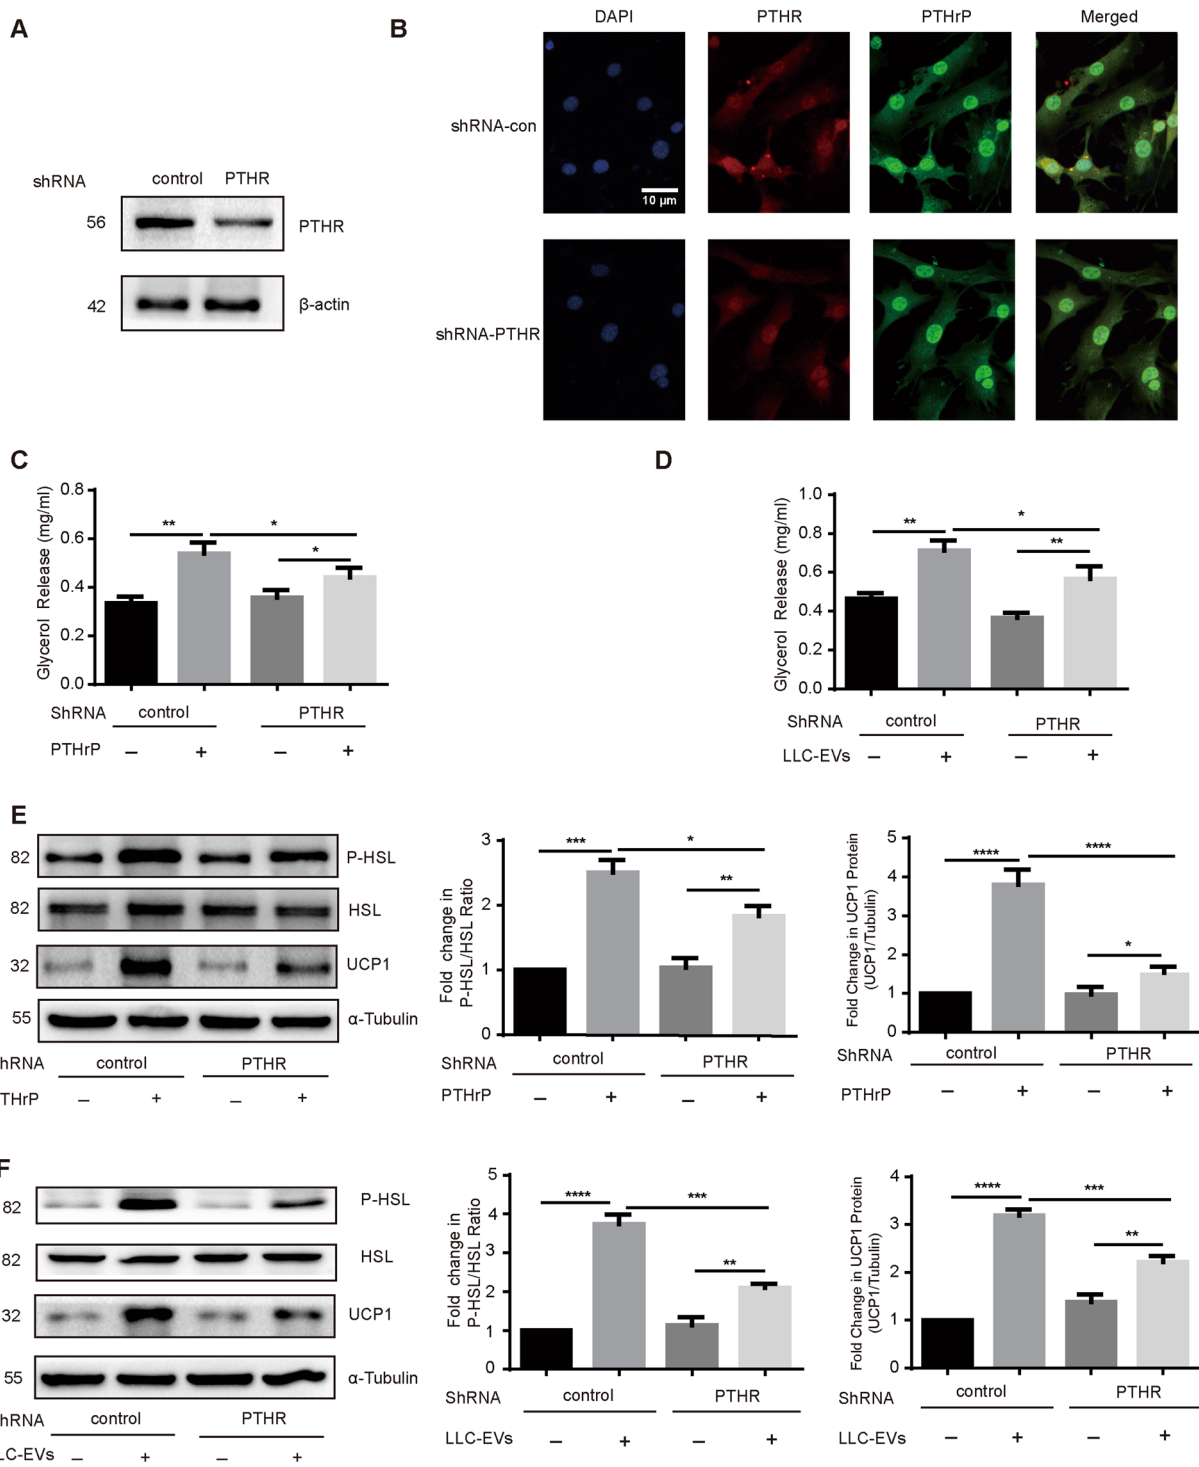 A
shRNA control PTHR
56 PTHR
42 β-actin
B
DAPI PTHR PTHrP Merged
shRNA-con
10 μm
shRNA-PTHR
C
Glycerol Release (mg/ml)
0.8
0.6
0.4
0.2
0.0
** *
*
ShRNA control PTHR
PTHrP – + – +
D
Glycerol Release (mg/ml)
1.0
0.8
0.6
0.4
0.2
0.0
** *
**
ShRNA control PTHR
LLC-EVs – + – +
E
82 P-HSL
82 HSL
32 UCP1
55 α-Tubulin
hRNA control PTHR
THrP – + – +
Fold change in
P-HSL/HSL Ratio
3
2
1
0
*** *
**
ShRNA control PTHR
PTHrP – + – +
Fold Change in UCP1 Protein
(UCP1/Tubulin)
5
4
3
2
1
0
**** ****
*
ShRNA control PTHR
PTHrP – + – +
F
82 P-HSL
82 HSL
32 UCP1
55 α-Tubulin
hRNA control PTHR
LC-EVs – + – +
Fold change in
P-HSL/HSL Ratio
5
4
3
2
1
0
**** ***
**
ShRNA control PTHR
LLC-EVs – + – +
Fold Change in UCP1 Protein
(UCP1/Tubulin)
4
3
2
1
0
**** ***
**
ShRNA control PTHR
LLC-EVs – + – +